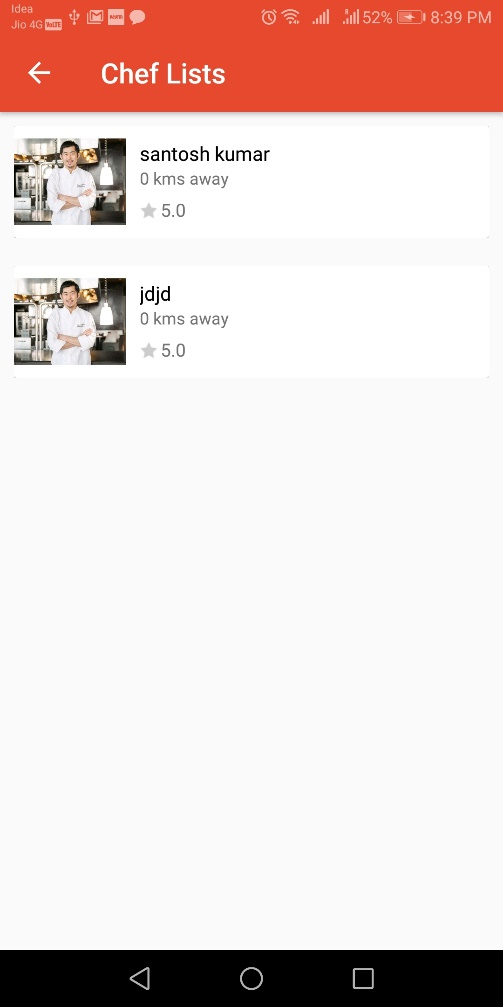 Idea
Jio 4G VoLTE
52% 8:39 PM
Chef Lists
santosh kumar
0 kms away
5.0
jdjd
0 kms away
5.0